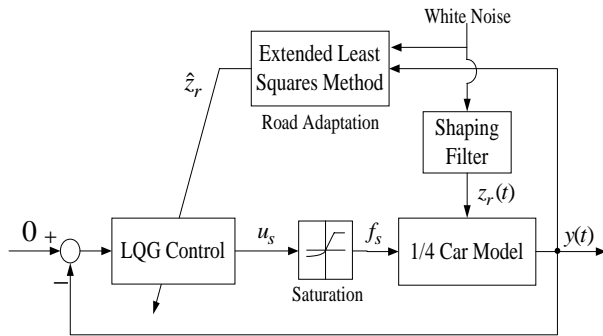 White Noise
Extended Least
Squares Method
ẑ_r
Road Adaptation
Shaping
Filter
z_r(t)
0
+
−
LQG Control
u_s
f_s
1/4 Car Model
y(t)
Saturation